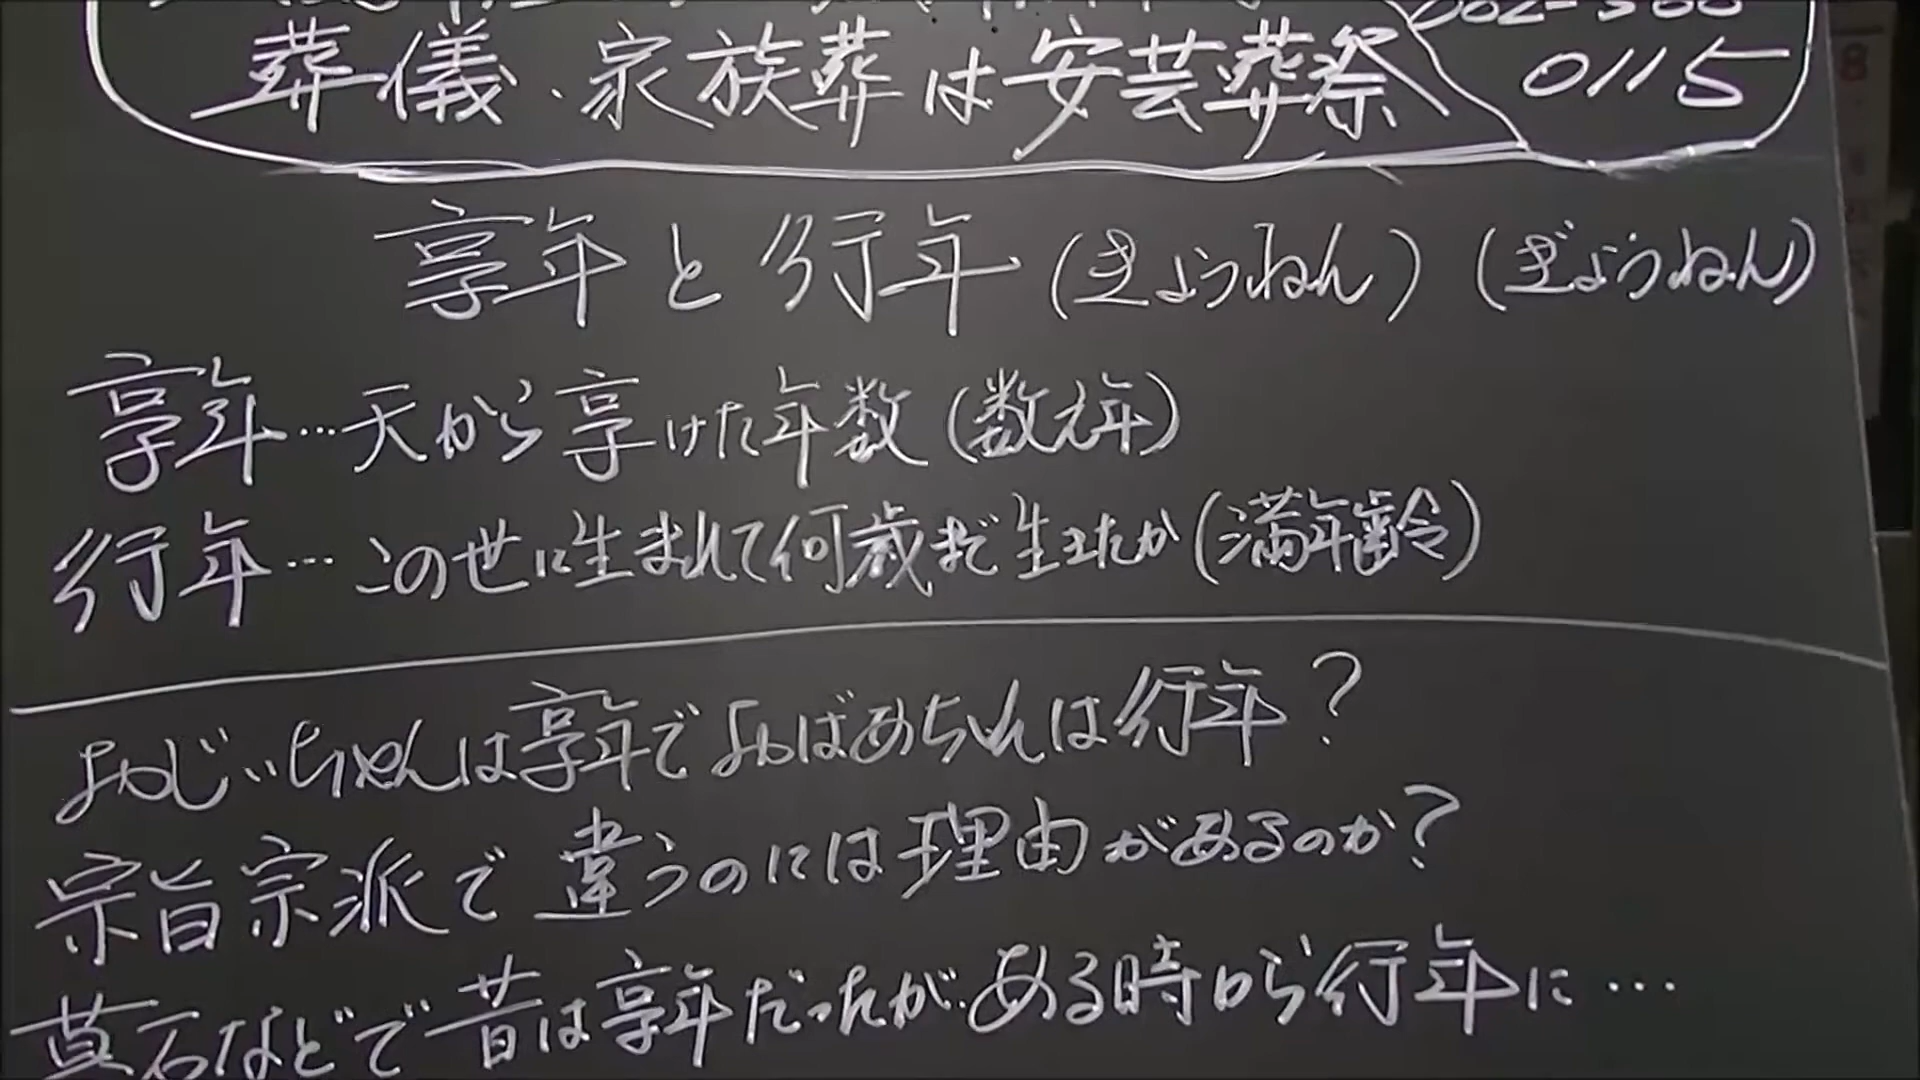 葬儀・家族葬は安芸葬祭
0115
享年と行年(きょうねん)(ぎょうねん)
享年…天から享けた年数(数え年)
行年…この世に生まれて何歳まで生きたか(満年齢)
おじいちゃんは享年でおばあちゃんは行年?
宗旨宗派で違うのには理由があるのか?
墓石などで昔は享年だったが、ある時から行年に…